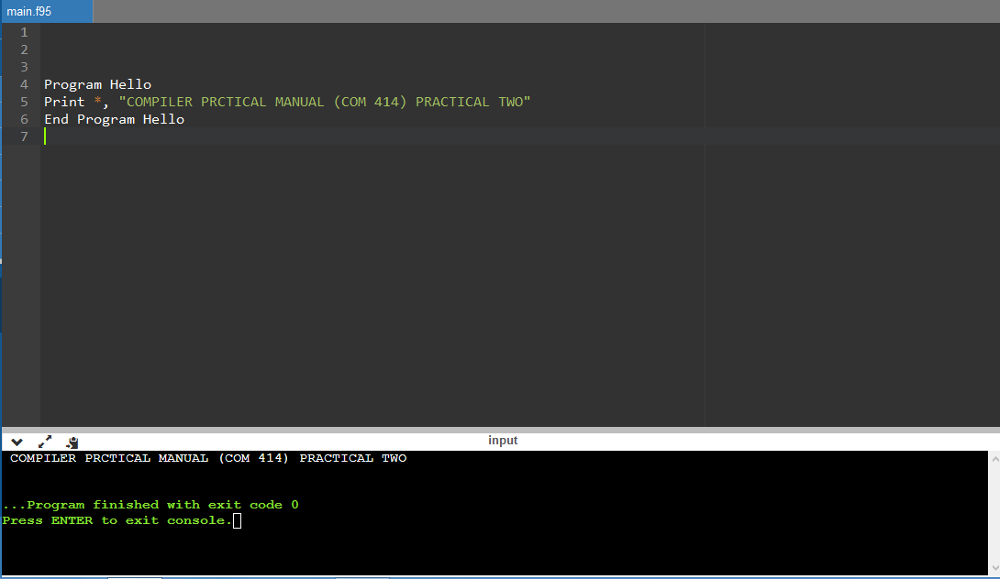 main.f95
1
2
3
4 Program Hello
5 Print *, "COMPILER PRCTICAL MANUAL (COM 414) PRACTICAL TWO"
6 End Program Hello
7
input
COMPILER PRCTICAL MANUAL (COM 414) PRACTICAL TWO
...Program finished with exit code 0
Press ENTER to exit console.